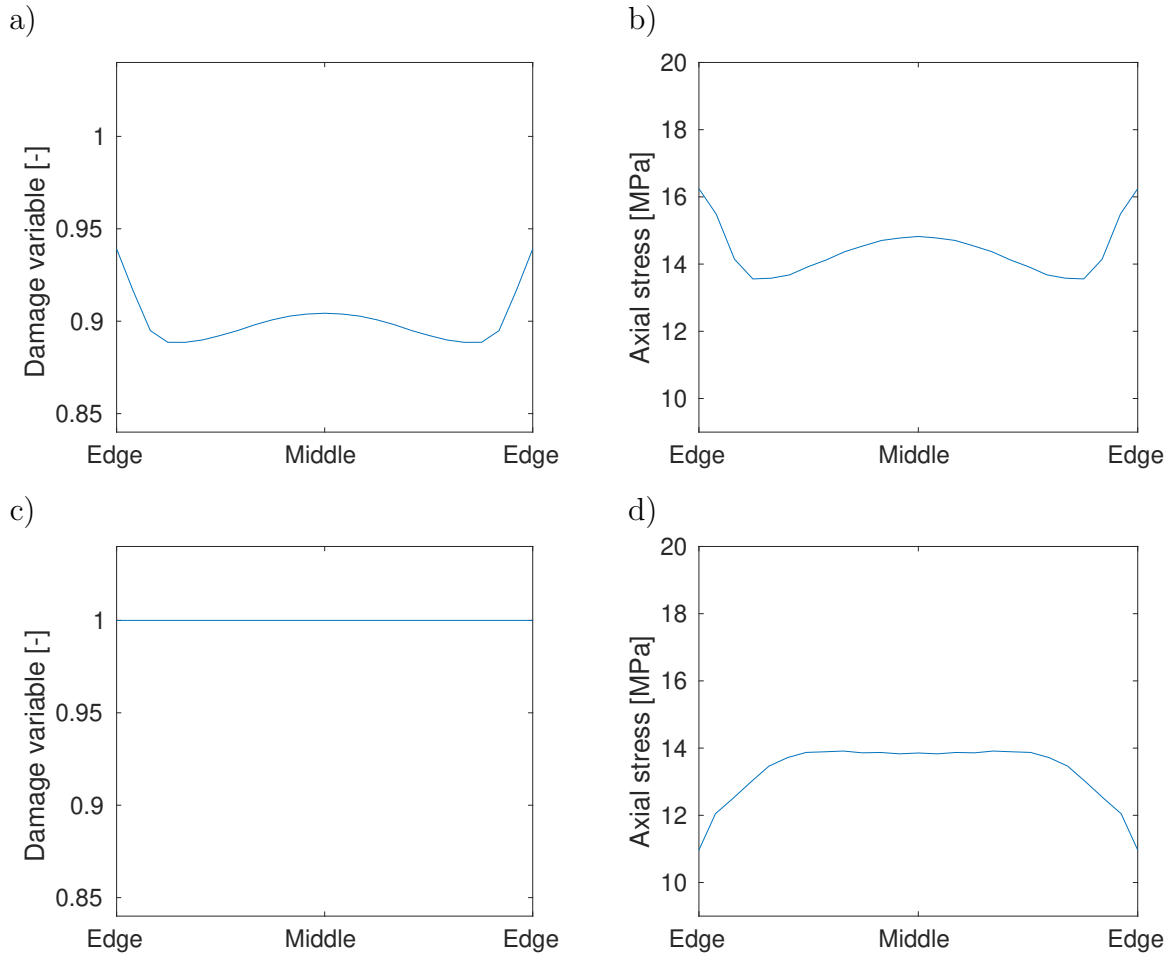 a)
Damage variable [-]
1
0.95
0.9
0.85
Edge
Middle
Edge
b)
Axial stress [MPa]
20
18
16
14
12
10
Edge
Middle
Edge
c)
Damage variable [-]
1
0.95
0.9
0.85
Edge
Middle
Edge
d)
Axial stress [MPa]
20
18
16
14
12
10
Edge
Middle
Edge